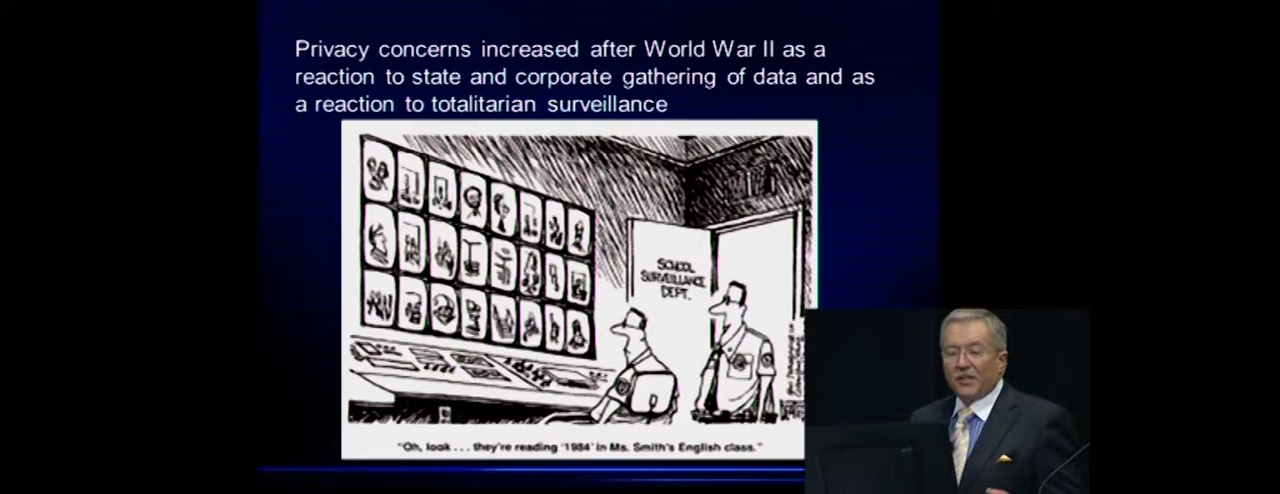 Privacy concerns increased after World War II as a
reaction to state and corporate gathering of data and as
a reaction to totalitarian surveillance
SCHOOL
SURVEILLANCE
DEPT.
"Oh, look . . . they're reading '1984' in Ms. Smith's English class."